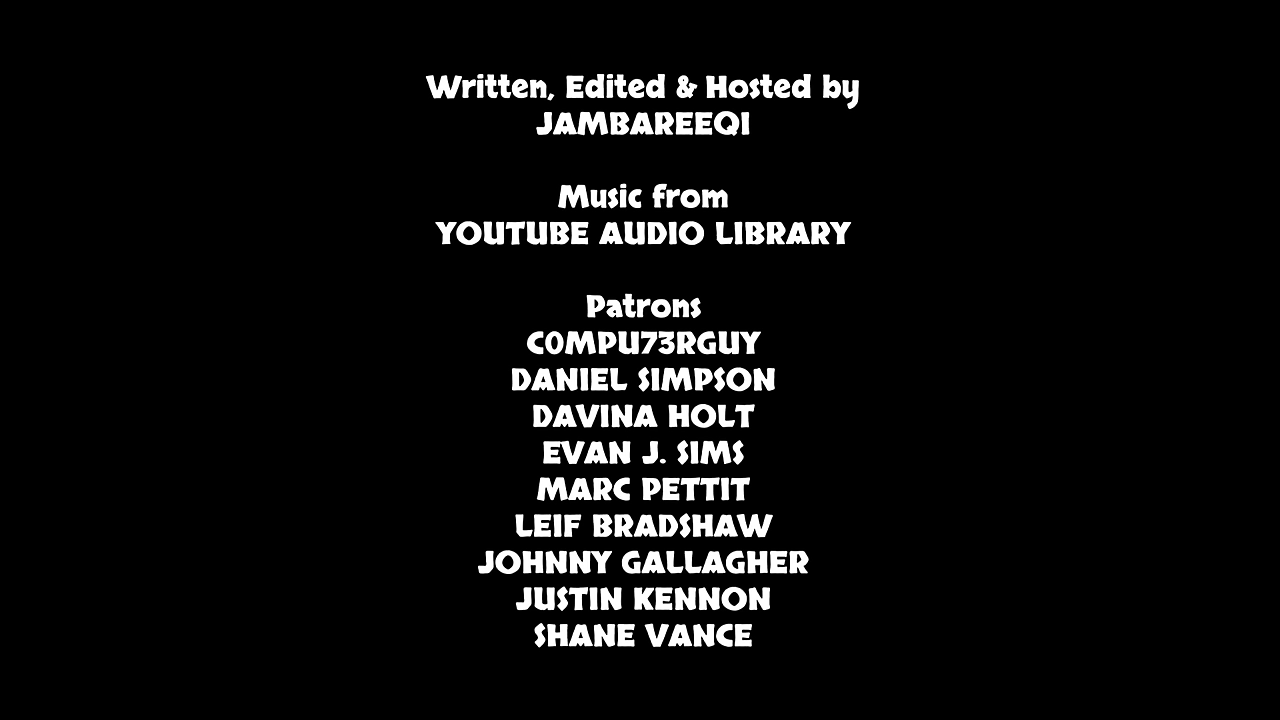 Written, Edited & Hosted by
JAMBAREEQI
Music from
YOUTUBE AUDIO LIBRARY
Patrons
C0MPU73RGUY
DANIEL SIMPSON
DAVINA HOLT
EVAN J. SIMS
MARC PETTIT
LEIF BRADSHAW
JOHNNY GALLAGHER
JUSTIN KENNON
SHANE VANCE